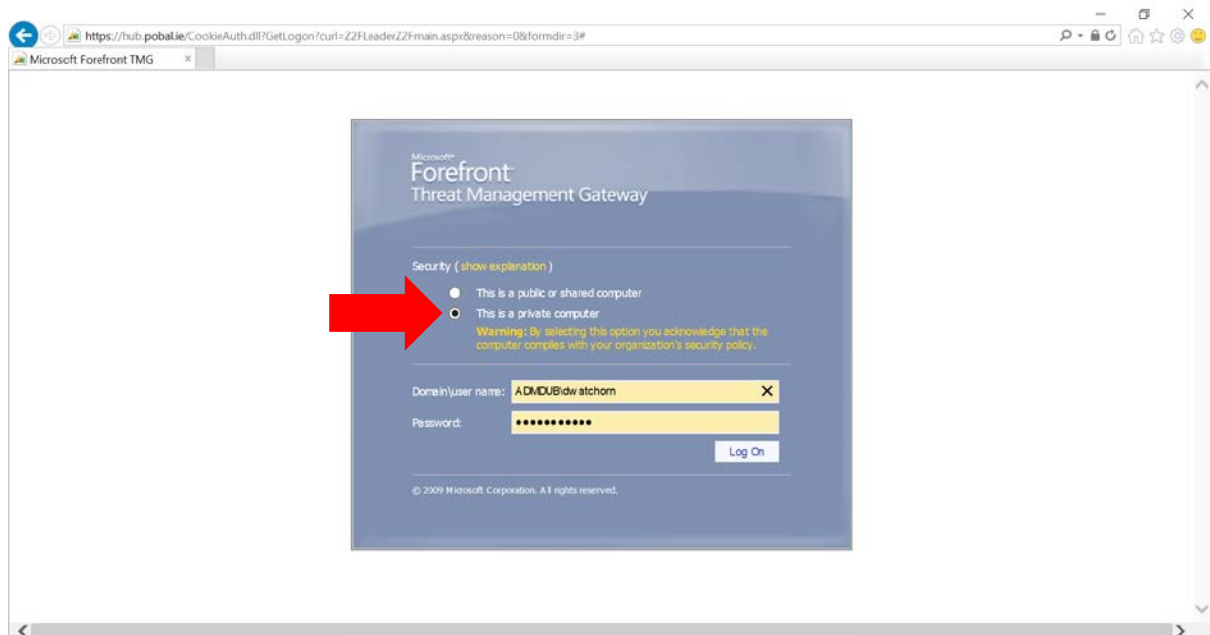 https://hub.pobal.ie/CookieAuth.dll?GetLogon?curl=Z2FLeaderZ2Fmain.aspx&reason=0&formdir=3#
Microsoft Forefront TMG
Microsoft®
Forefront™
Threat Management Gateway
Security ( show explanation )
This is a public or shared computer
This is a private computer
Warning: By selecting this option you acknowledge that the
computer complies with your organization's security policy.
Domain\user name: ADMDUB\dwatchorn
Password: •••••••••••
Log On
© 2009 Microsoft Corporation. All rights reserved.